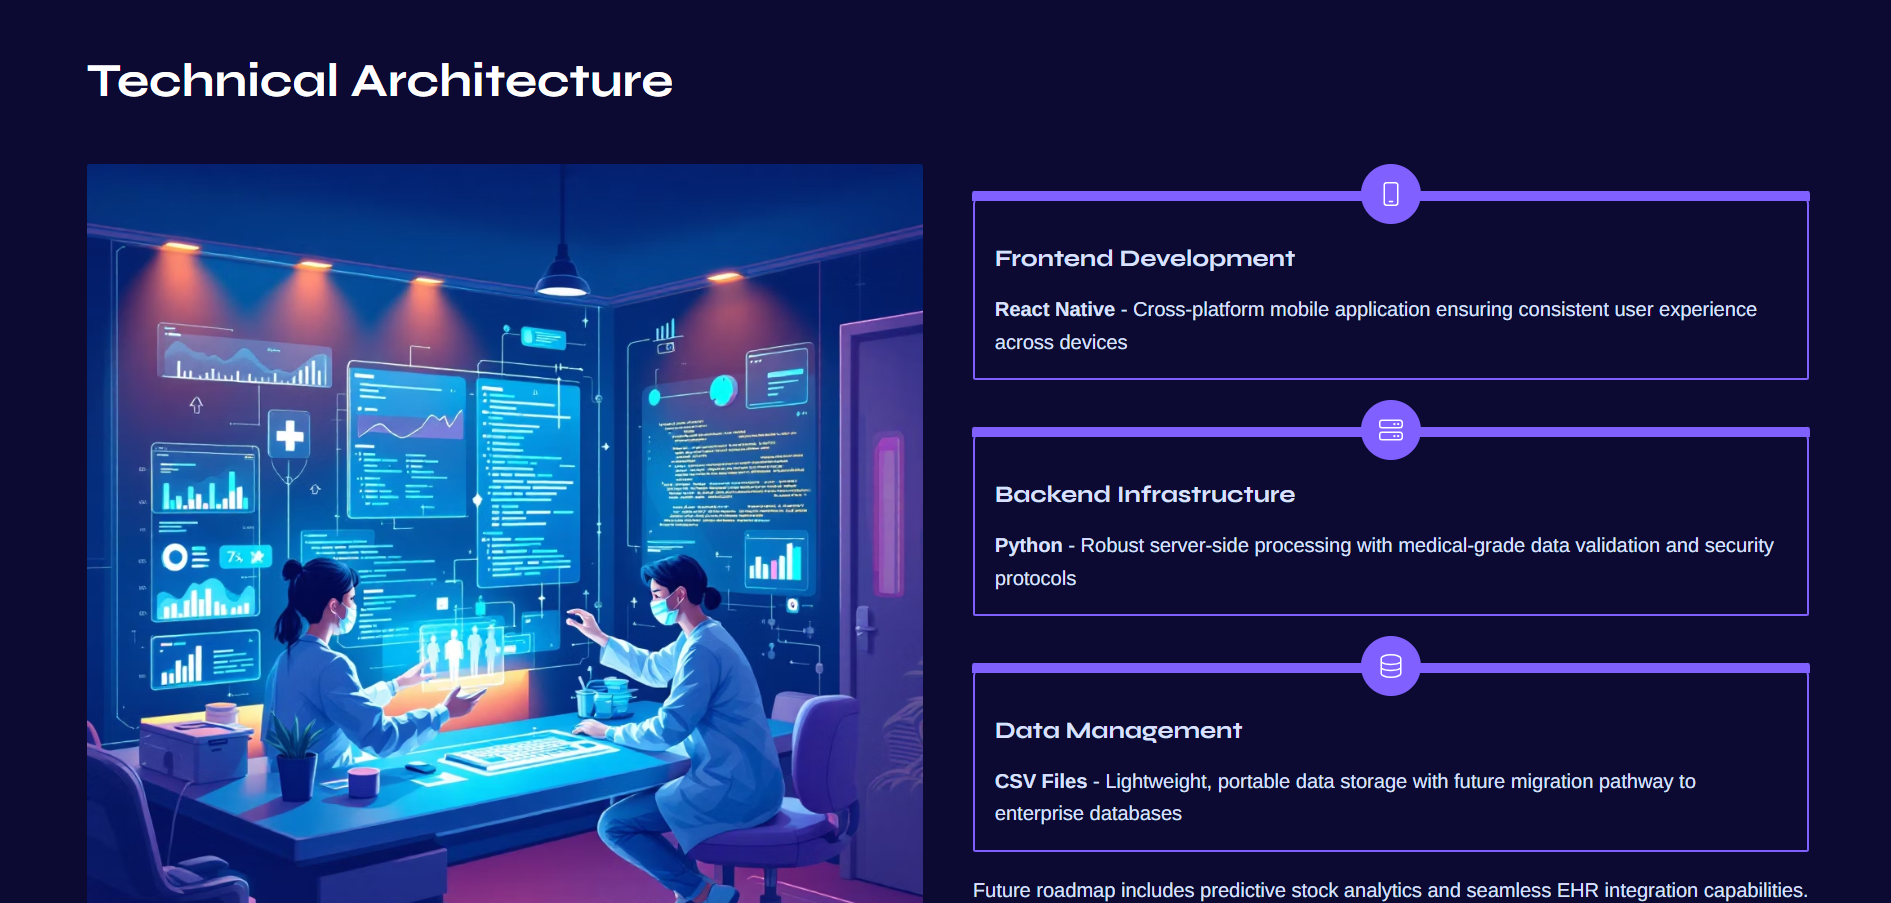 Technical Architecture
Frontend Development
React Native - Cross-platform mobile application ensuring consistent user experience
across devices
Backend Infrastructure
Python - Robust server-side processing with medical-grade data validation and security
protocols
Data Management
CSV Files - Lightweight, portable data storage with future migration pathway to
enterprise databases
Future roadmap includes predictive stock analytics and seamless EHR integration capabilities.